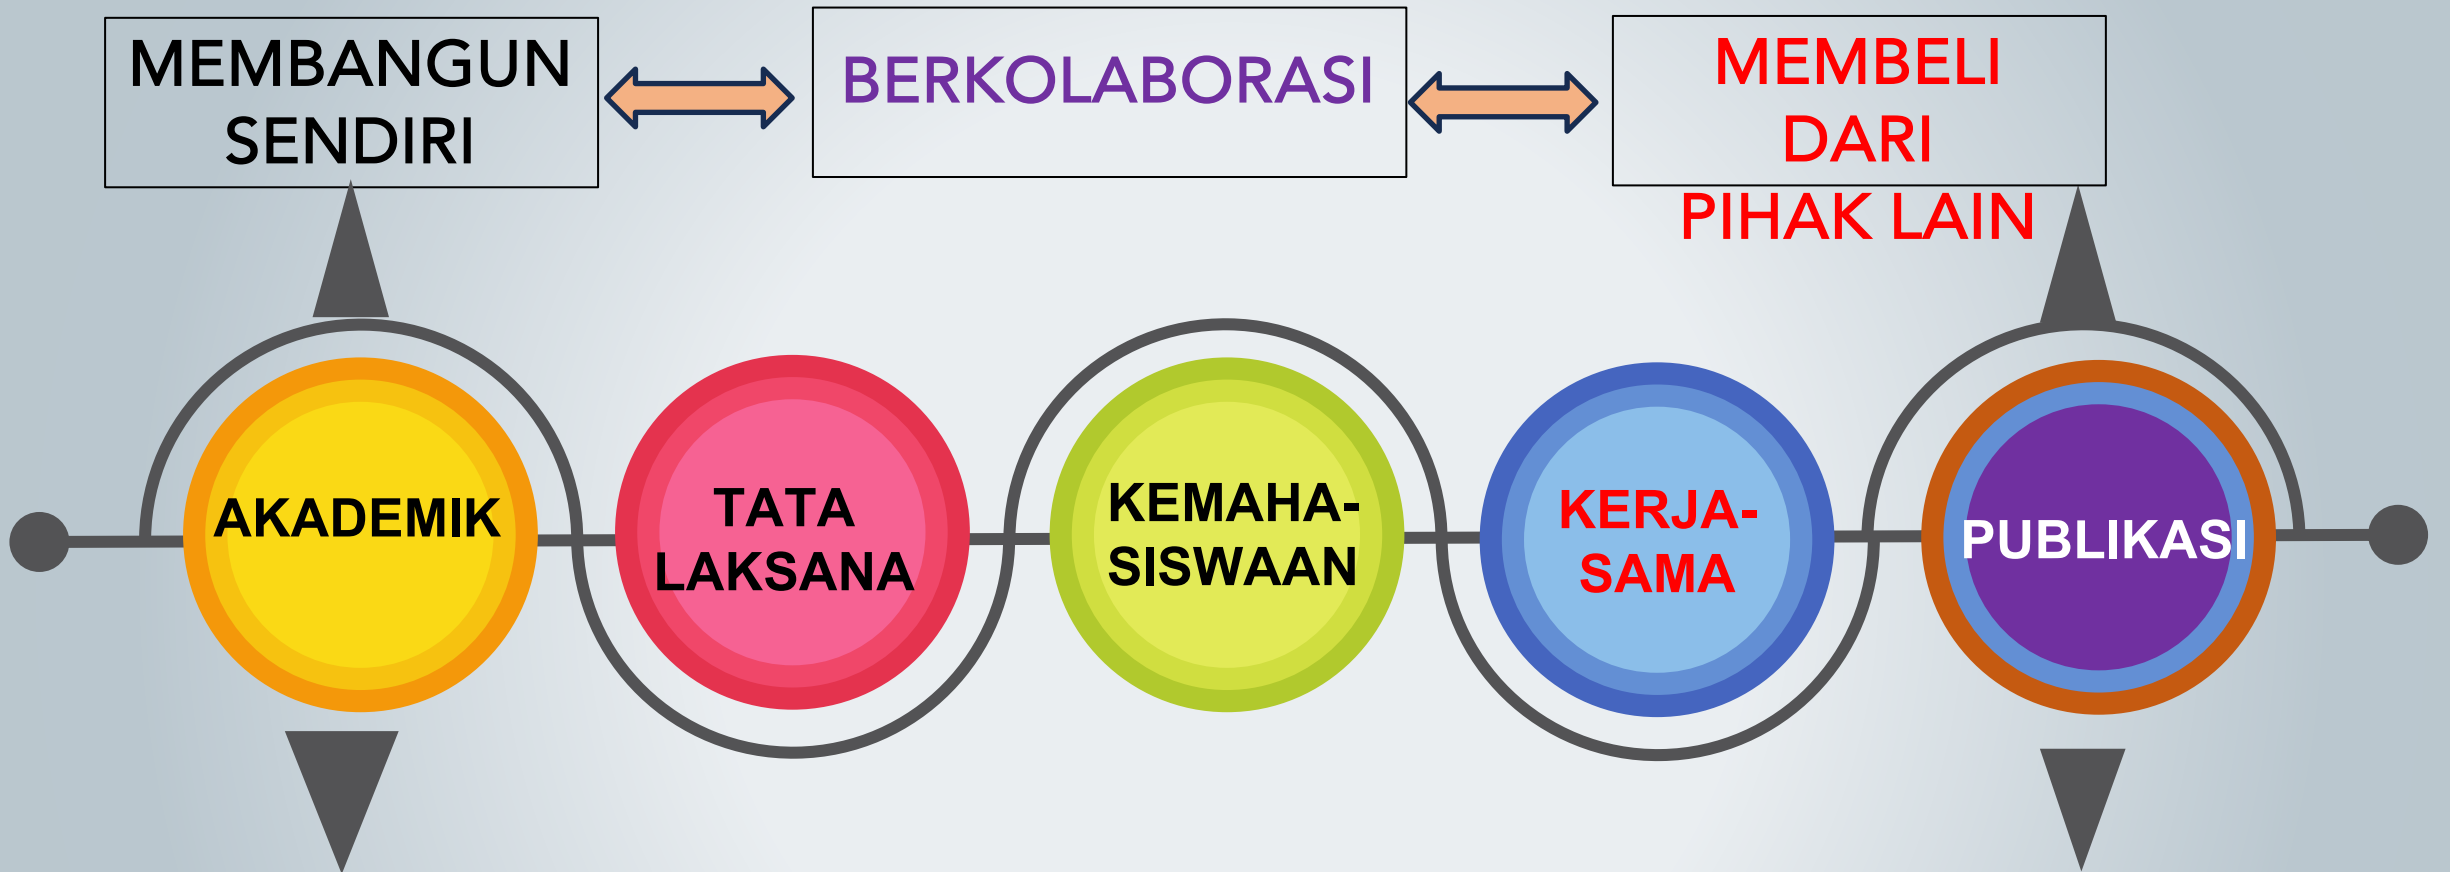 MEMBANGUN
SENDIRI
BERKOLABORASI
MEMBELI
DARI
PIHAK LAIN
AKADEMIK
TATA
LAKSANA
KEMAHA-
SISWAAN
KERJA-
SAMA
PUBLIKASI